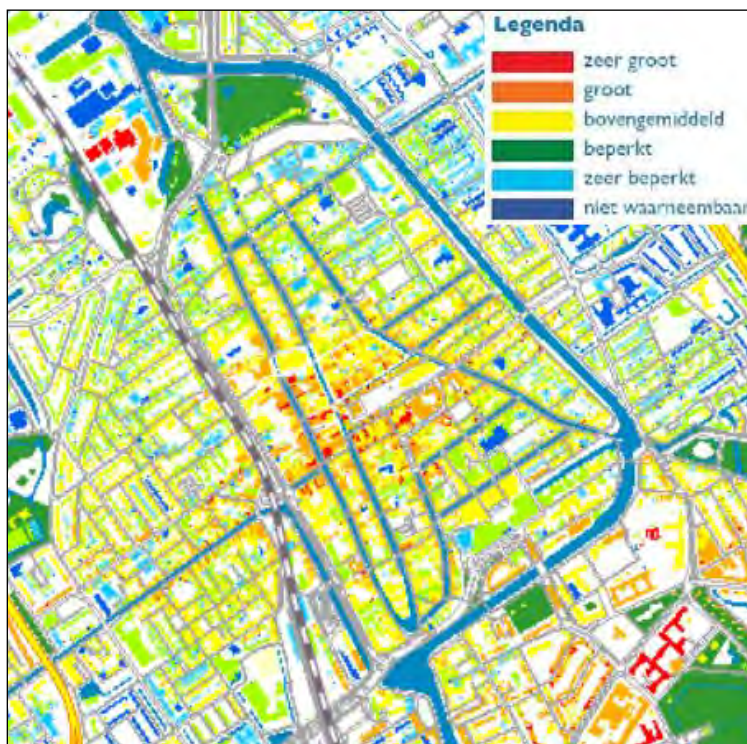 Legenda
zeer groot
groot
bovengemiddeld
beperkt
zeer beperkt
niet waarneembaar